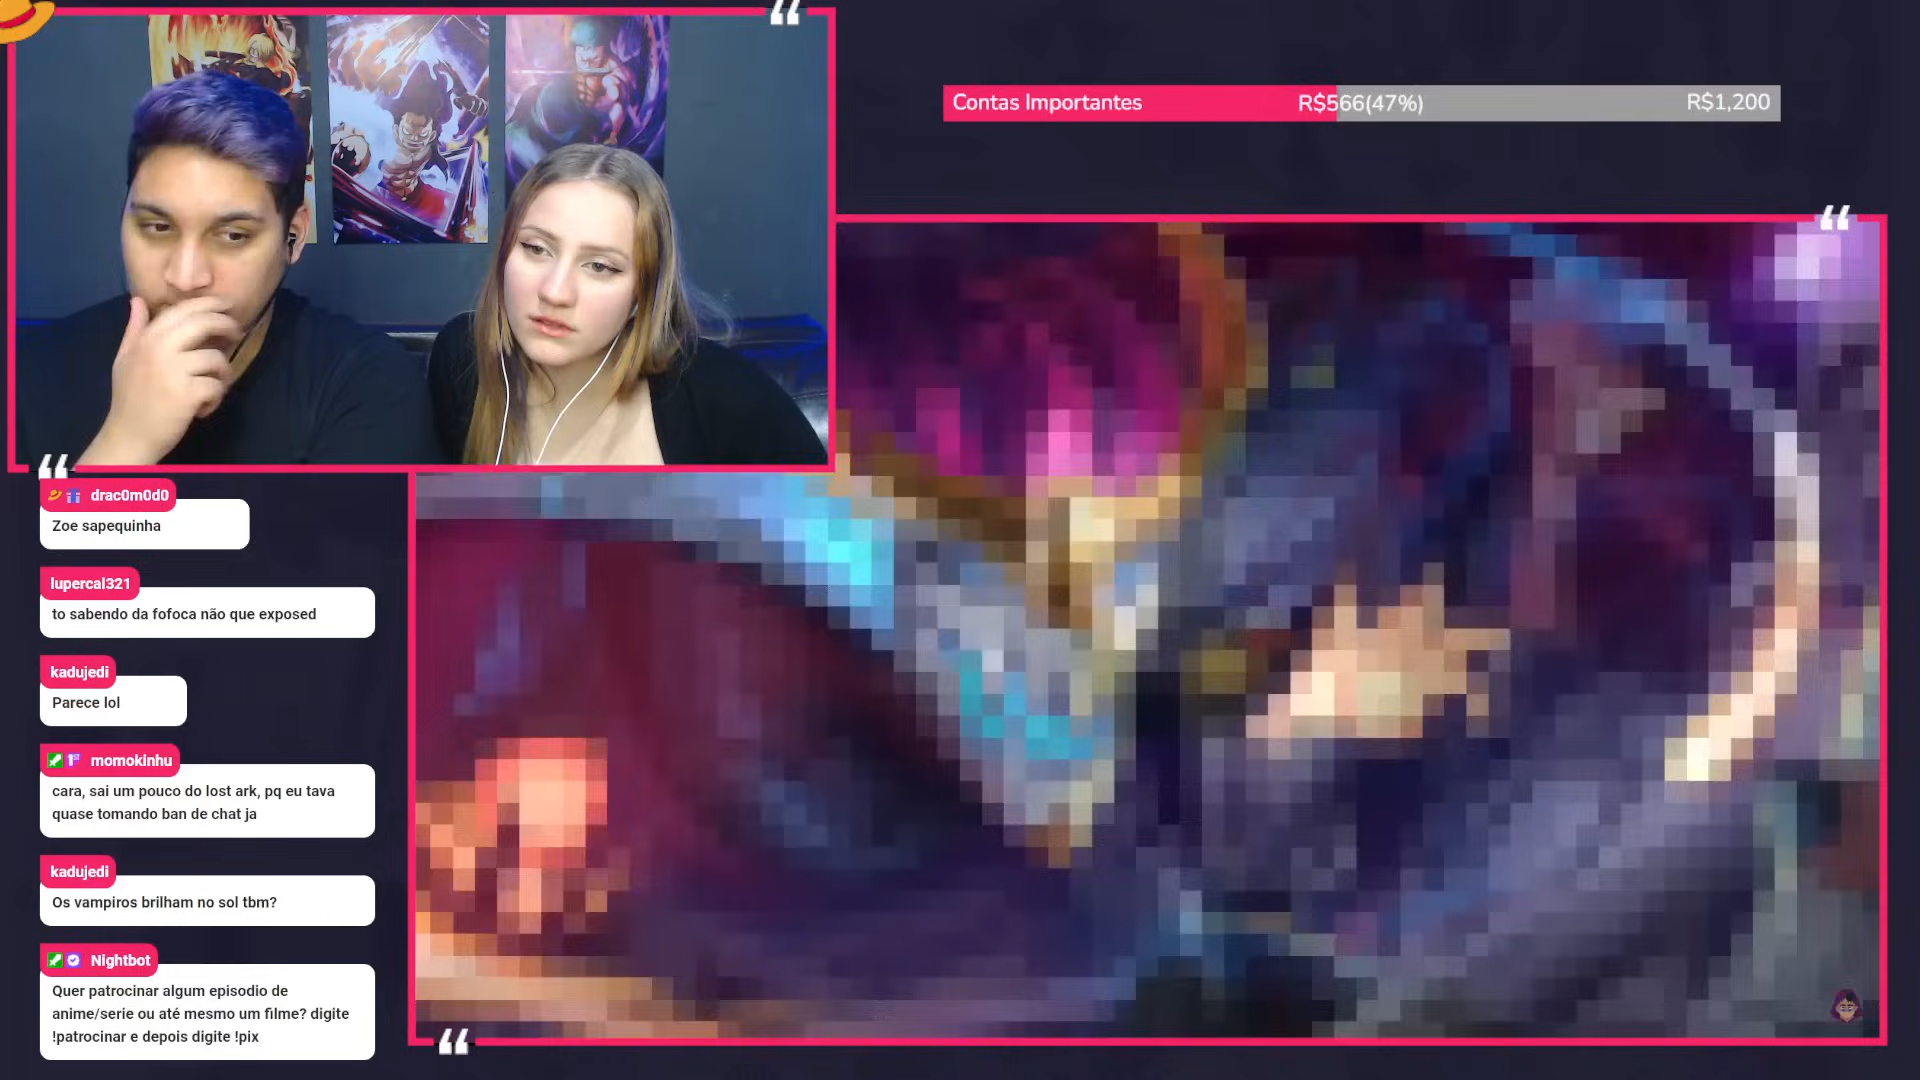 Contas Importantes R$566(47%) R$1,200
drac0m0d0
Zoe sapequinha
lupercal321
to sabendo da fofoca não que exposed
kadujedi
Parece lol
momokinhu
cara, sai um pouco do lost ark, pq eu tava
quase tomando ban de chat ja
kadujedi
Os vampiros brilham no sol tbm?
Nightbot
Quer patrocinar algum episodio de
anime/serie ou até mesmo um filme? digite
!patrocinar e depois digite !pix